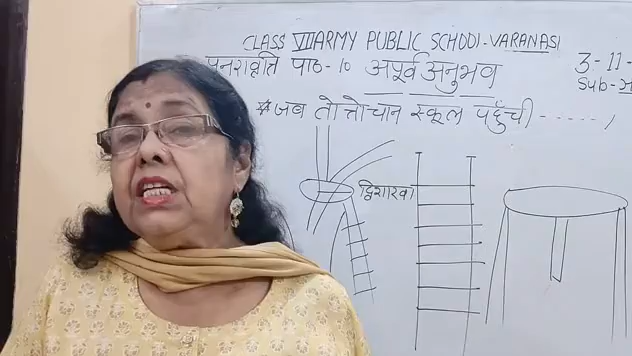 CLASS VII ARMY PUBLIC SCHOOL-VARANASI
पुनरावृत्ति पाठ-10 अपूर्व अनुभव
3-11-
Sub-
*जब तोत्तोचान स्कूल पहुँची -----,
द्विशाखा